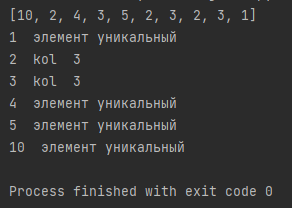 [10, 2, 4, 3, 5, 2, 3, 2, 3, 1]
1  элемент уникальный
2  kol  3
3  kol  3
4  элемент уникальный
5  элемент уникальный
10  элемент уникальный
Process finished with exit code 0